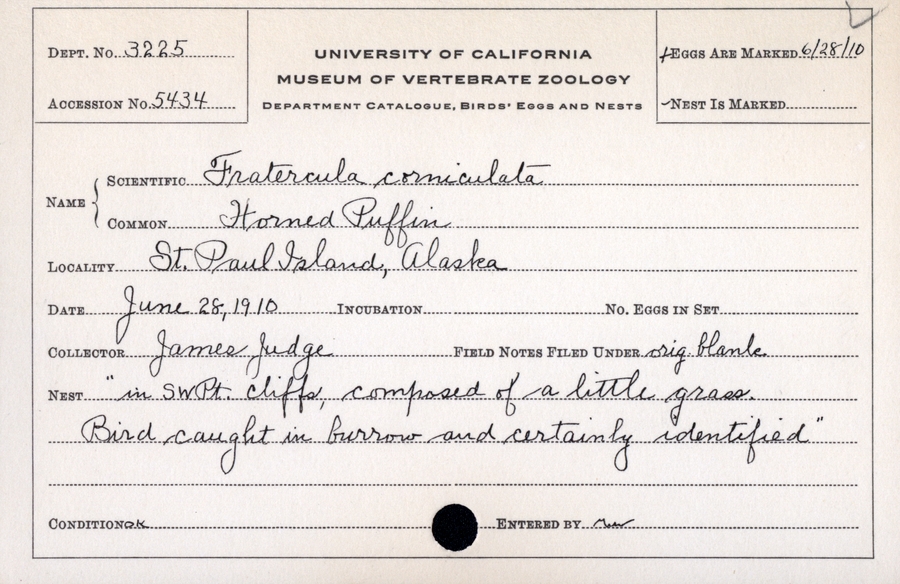 DEPT. No. 3225
ACCESSION No. 5434
UNIVERSITY OF CALIFORNIA
MUSEUM OF VERTEBRATE ZOOLOGY
DEPARTMENT CATALOGUE, BIRDS' EGGS AND NESTS
EGGS ARE MARKED 6/28/10
NEST IS MARKED
NAME
SCIENTIFIC Fratercula corniculata
COMMON Horned Puffin
LOCALITY St. Paul Island, Alaska
DATE June 28, 1910 INCUBATION No. EGGS IN SET
COLLECTOR James Judge FIELD NOTES FILED UNDER orig. blank
NEST "in SW Pt. cliffs, composed of a little grass.
Bird caught in burrow and certainly identified"
CONDITION OK ENTERED BY